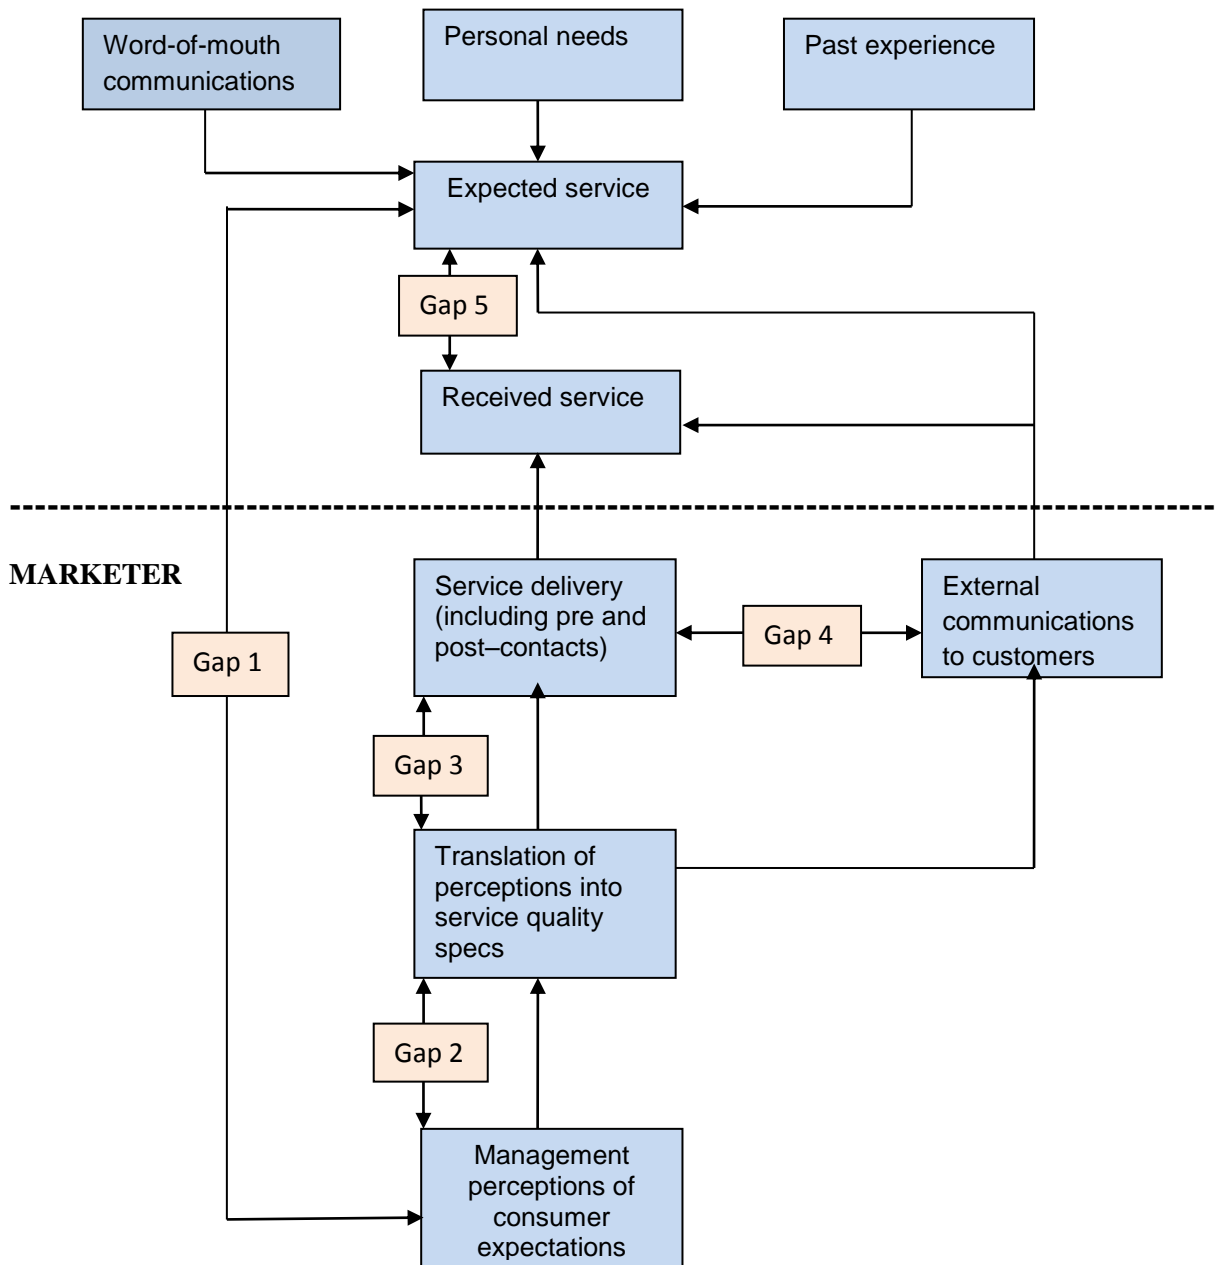 Word-of-mouth
communications
Personal needs
Past experience
Expected service
Gap 5
Received service
MARKETER
Service delivery
(including pre and
post–contacts)
Gap 4
External
communications
to customers
Gap 1
Gap 3
Translation of
perceptions into
service quality
specs
Gap 2
Management
perceptions of
consumer
expectations